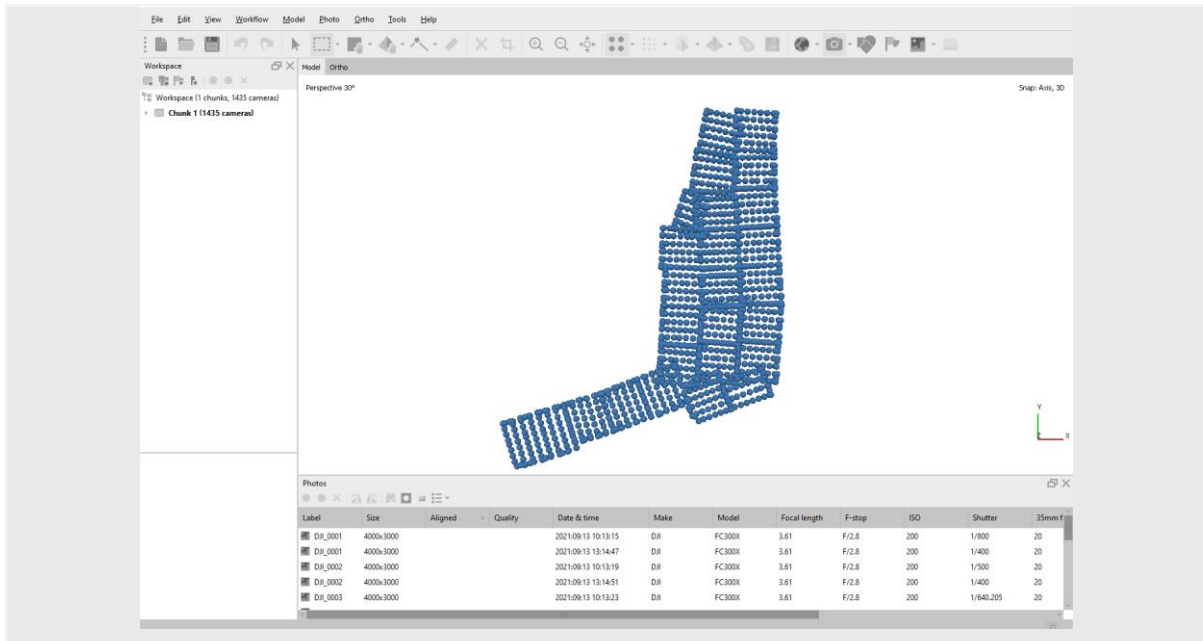 File Edit View Workflow Model Photo Ortho Tools Help
Workspace
Workspace (1 chunks, 1435 cameras)
Chunk 1 (1435 cameras)
Model Ortho
Perspective 30°
Snap: Axis, 3D
Y
Z X
Photos
Label Size Aligned Quality Date & time Make Model Focal length F-stop ISO Shutter 35mm f
DJI_0001 4000x3000 2021:09:13 10:13:15 DJI FC300X 3.61 F/2.8 200 1/800 20
DJI_0001 4000x3000 2021:09:13 13:14:47 DJI FC300X 3.61 F/2.8 200 1/400 20
DJI_0002 4000x3000 2021:09:13 10:13:19 DJI FC300X 3.61 F/2.8 200 1/500 20
DJI_0002 4000x3000 2021:09:13 13:14:51 DJI FC300X 3.61 F/2.8 200 1/400 20
DJI_0003 4000x3000 2021:09:13 10:13:23 DJI FC300X 3.61 F/2.8 200 1/640.205 20